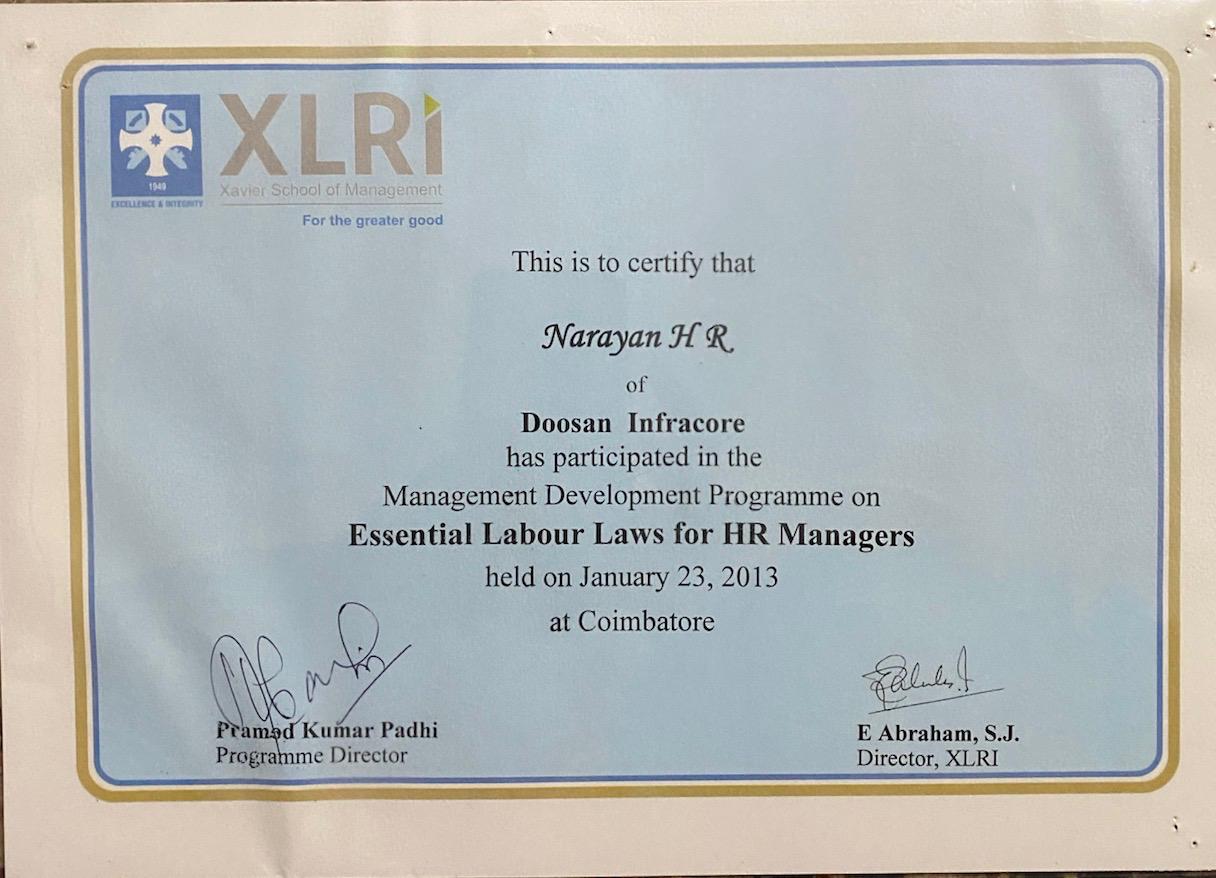 XLRI
1949
Xavier School of Management
EXCELLENCE & INTEGRITY
For the greater good
This is to certify that
Narayan H R
of
Doosan Infracore
has participated in the
Management Development Programme on
Essential Labour Laws for HR Managers
held on January 23, 2013
at Coimbatore
Pramod Kumar Padhi
Programme Director
E Abraham, S.J.
Director, XLRI